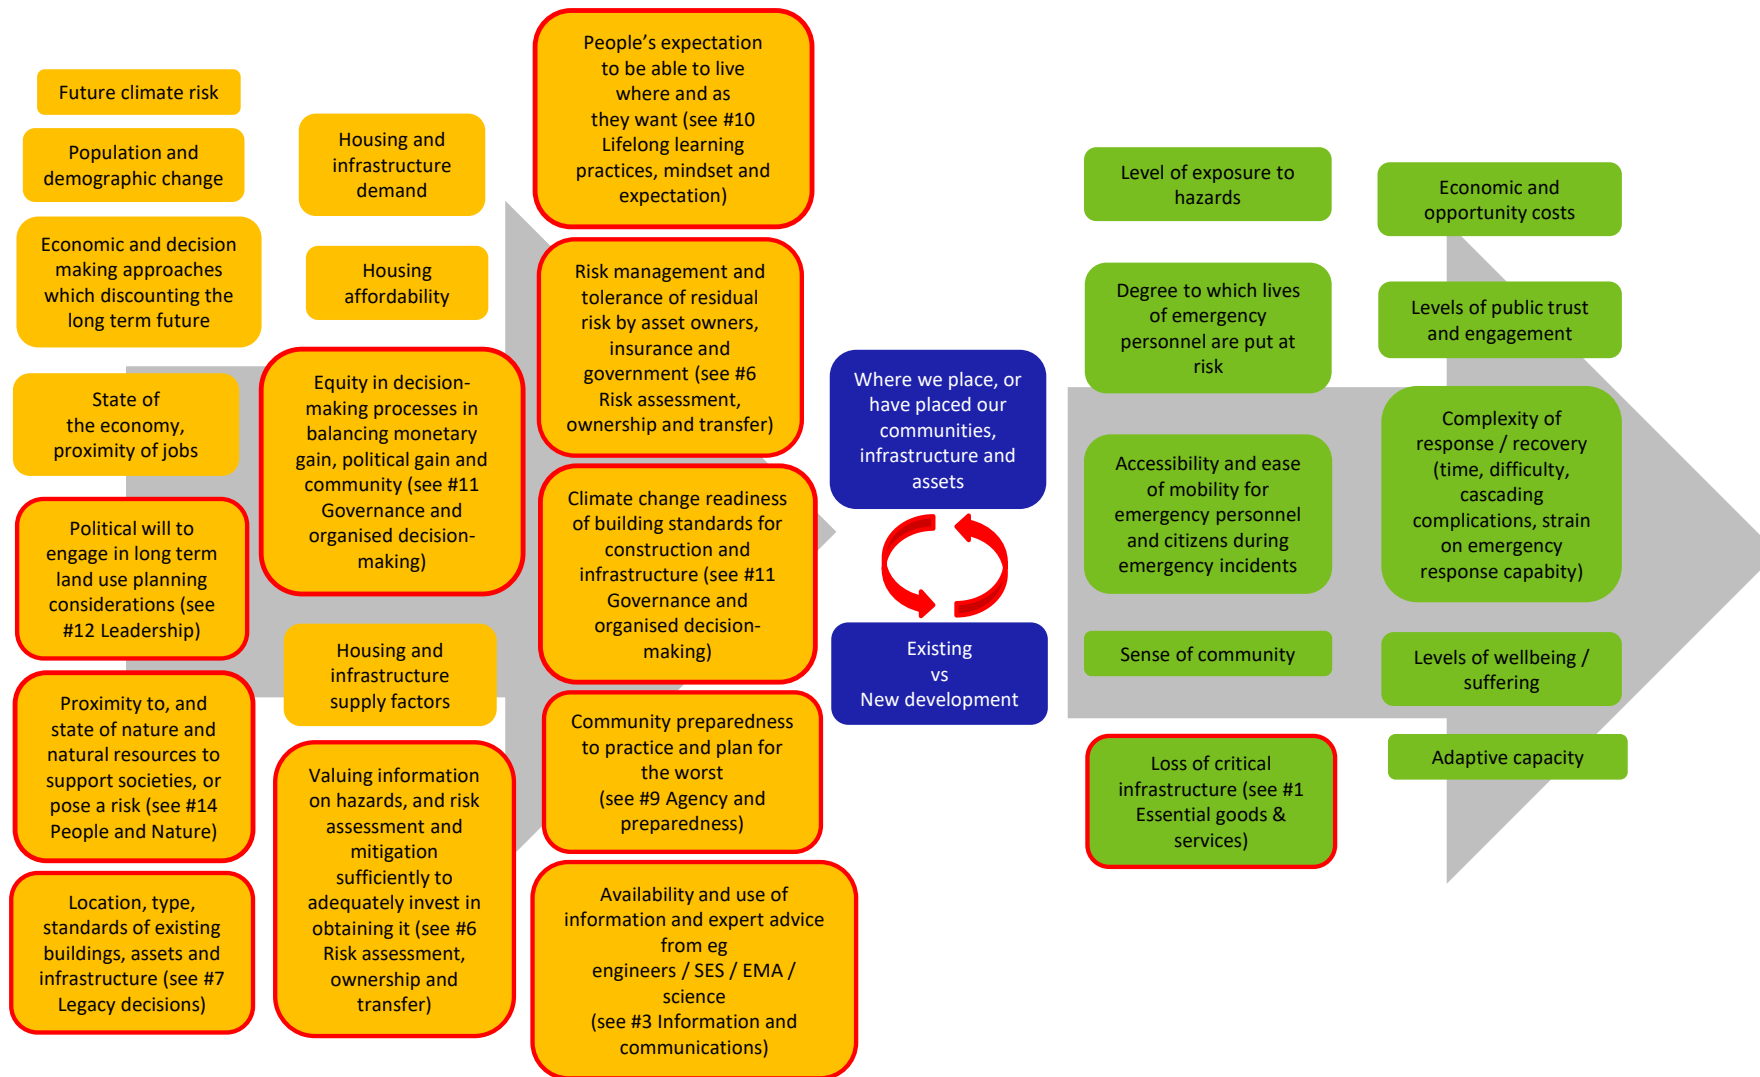 Future climate risk
Population and
demographic change
Economic and decision
making approaches
which discounting the
long term future
State of
the economy,
proximity of jobs
Political will to
engage in long term
land use planning
considerations (see
#12 Leadership)
Proximity to, and
state of nature and
natural resources to
support societies, or
pose a risk (see #14
People and Nature)
Location, type,
standards of existing
buildings, assets and
infrastructure (see #7
Legacy decisions)
Housing and
infrastructure
demand
Housing
affordability
Equity in decision-
making processes in
balancing monetary
gain, political gain and
community (see #11
Governance and
organised decision-
making)
Housing and
infrastructure
supply factors
Valuing information
on hazards, and risk
assessment and
mitigation
sufficiently to
adequately invest in
obtaining it (see #6
Risk assessment,
ownership and
transfer)
People's expectation
to be able to live
where and as
they want (see #10
Lifelong learning
practices, mindset and
expectation)
Risk management and
tolerance of residual
risk by asset owners,
insurance and
government (see #6
Risk assessment,
ownership and transfer)
Climate change readiness
of building standards for
construction and
infrastructure (see #11
Governance and
organised decision-
making)
Community preparedness
to practice and plan for
the worst
(see #9 Agency and
preparedness)
Availability and use of
information and expert advice
from eg
engineers / SES / EMA /
science
(see #3 Information and
communications)
Where we place, or
have placed our
communities,
infrastructure and
assets
Existing
vs
New development
Level of exposure to
hazards
Degree to which lives
of emergency
personnel are put at
risk
Accessibility and ease
of mobility for
emergency personnel
and citizens during
emergency incidents
Sense of community
Loss of critical
infrastructure (see #1
Essential goods &
services)
Economic and
opportunity costs
Levels of public trust
and engagement
Complexity of
response / recovery
(time, difficulty,
cascading
complications, strain
on emergency
response capabity)
Levels of wellbeing /
suffering
Adaptive capacity